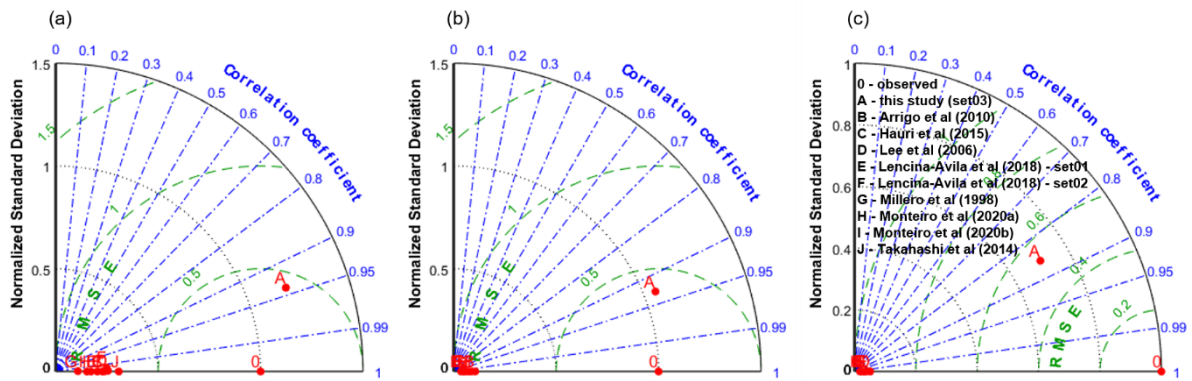 (a)
Normalized Standard Deviation
1.5
1
0.5
0
0
0.1
0.2
0.3
0.4
0.5
0.6
0.7
0.8
0.9
0.95
0.99
1
Correlation coefficient
1.5
1
0.5
RMSE
A
J
0
(b)
Normalized Standard Deviation
1.5
1
0.5
0
0
0.1
0.2
0.3
0.4
0.5
0.6
0.7
0.8
0.9
0.95
0.99
1
Correlation coefficient
1.5
1
0.5
RMSE
A
0
(c)
Normalized Standard Deviation
1
0.8
0.6
0.4
0.2
0
0
0.1
0.2
0.3
0.4
0.5
0.6
0.7
0.8
0.9
0.95
0.99
1
Correlation coefficient
0 - observed
A - this study (set03)
B - Arrigo et al (2010)
C - Hauri et al (2015)
D - Lee et al (2006)
E - Lencina-Avila et al (2018) - set01
F - Lencina-Avila et al (2018) - set02
G - Millero et al (1998)
H - Monteiro et al (2020a)
I - Monteiro et al (2020b)
J - Takahashi et al (2014)
0.8
0.6
0.4
0.2
RMSE
A
0